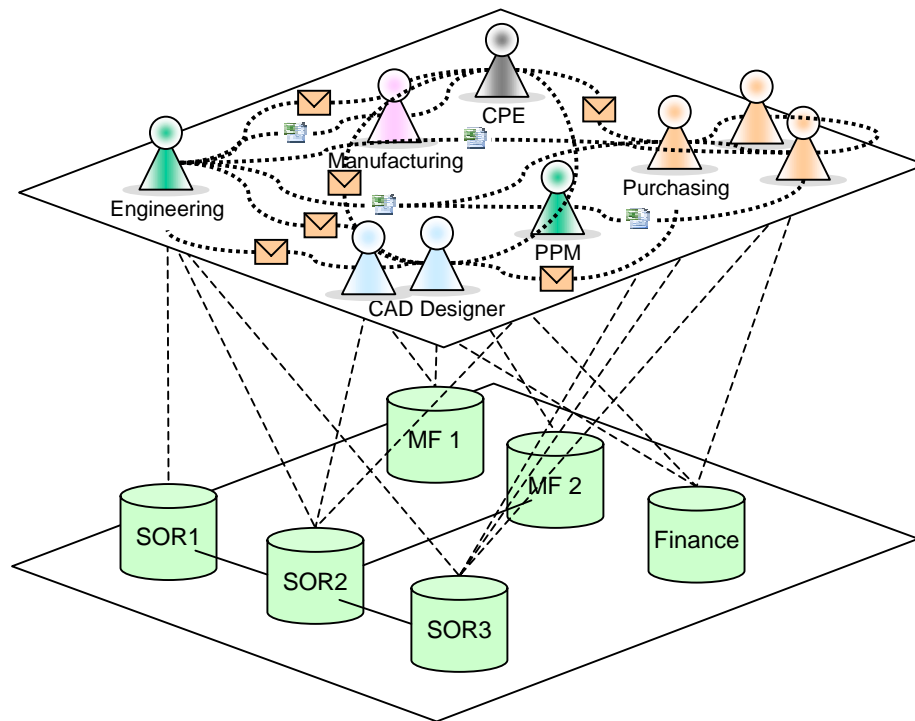 CPE
Manufacturing
Purchasing
Engineering
PPM
CAD Designer
MF 1
MF 2
SOR1
Finance
SOR2
SOR3